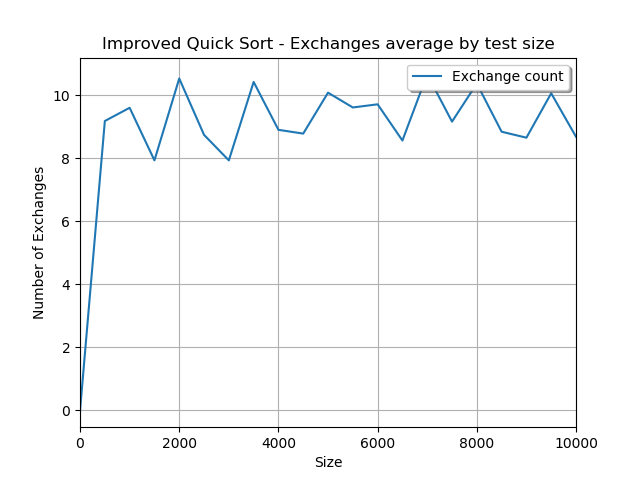 Improved Quick Sort - Exchanges average by test size
Exchange count
Number of Exchanges
10
8
6
4
2
0
0 2000 4000 6000 8000 10000
Size